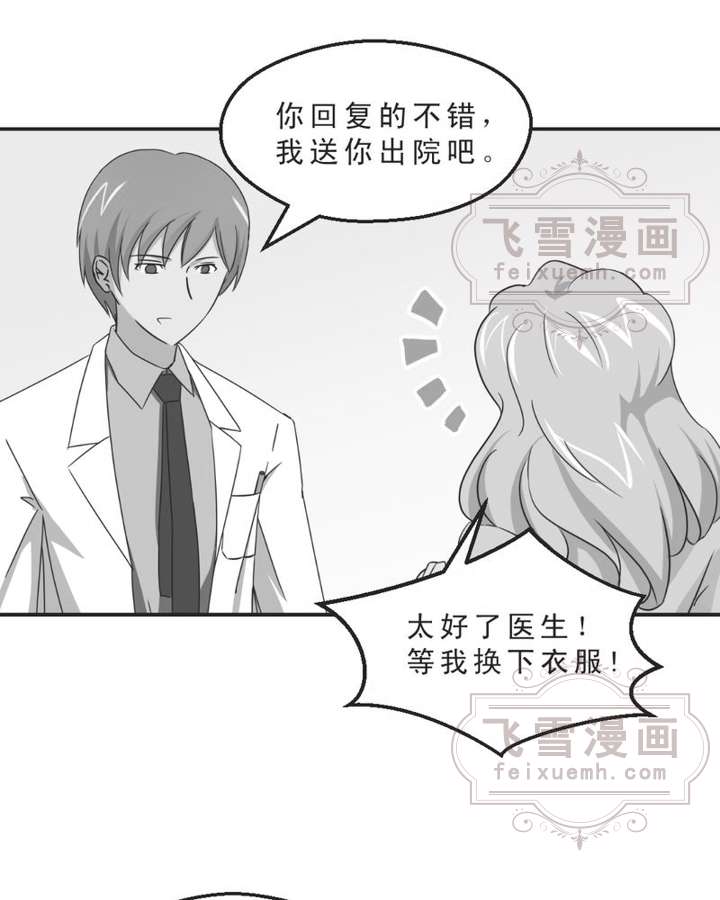 你回复的不错，
我送你出院吧。
飞雪漫画
feixuemh.com
太好了医生！
等我换下衣服！
飞雪漫画
feixuemh.com